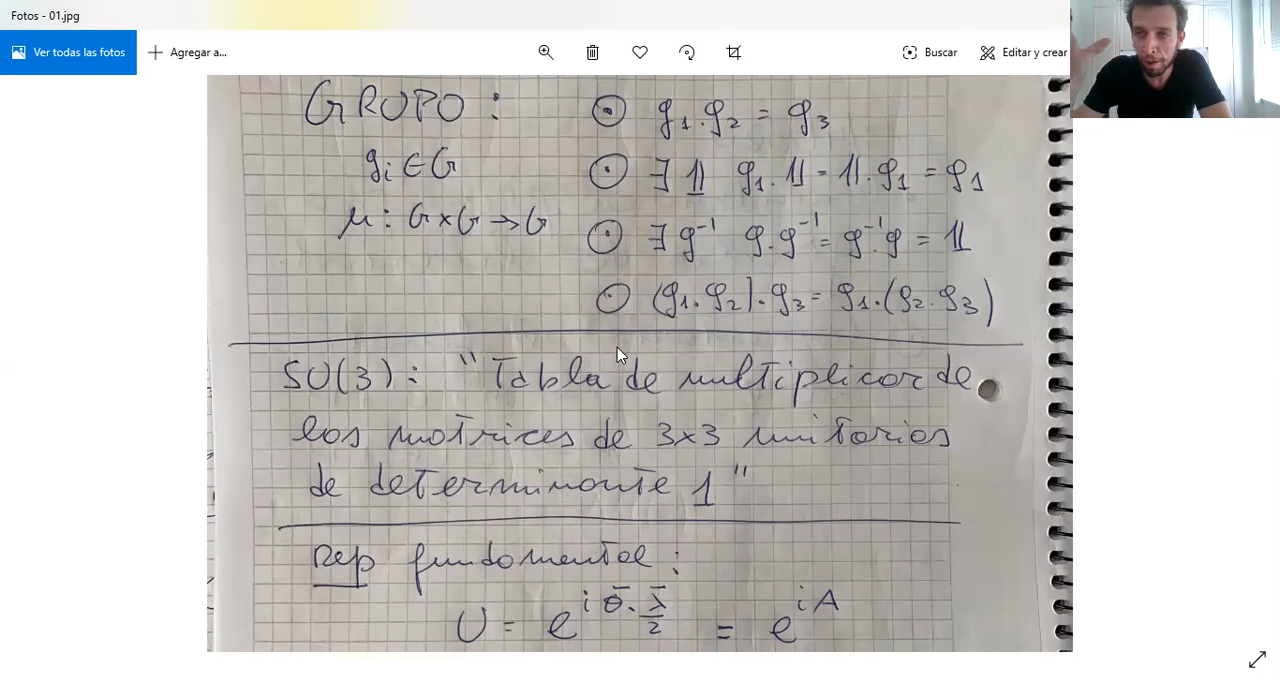 Fotos - 01.jpg
Ver todas las fotos
Agregar a...
Buscar
Editar y crear
GRUPO :
gᵢ ∈ G
μ : G × G → G
⊙ g₁ . g₂ = g₃
⊙ ∃ 𝟙 g₁ . 𝟙 = 𝟙 . g₁ = g₁
⊙ ∃ g⁻¹ g . g⁻¹ = g⁻¹ . g = 𝟙
⊙ (g₁ . g₂) . g₃ = g₁ . (g₂ . g₃)
SU(3) : "Tabla de multiplicar de
las matrices de 3x3 unitarias
de determinante 1"
Rep fundamental :
U = e^{i θ̄ . λ̄/2} = e^{iA}